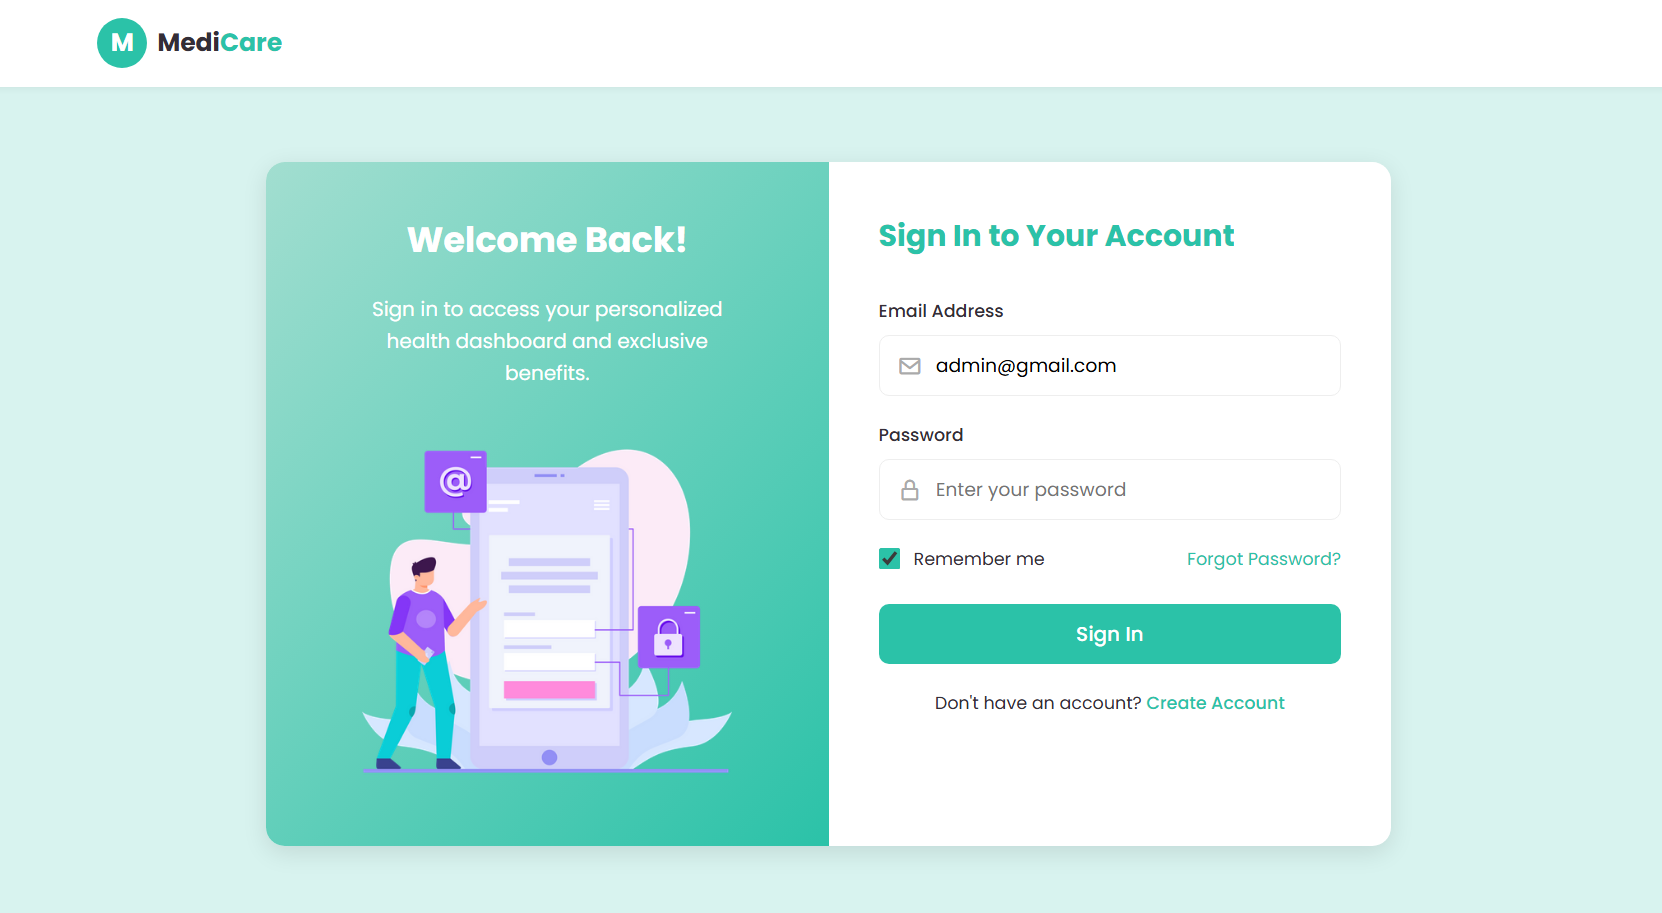 M MediCare
Welcome Back!
Sign in to access your personalized
health dashboard and exclusive
benefits.
@
Sign In to Your Account
Email Address
admin@gmail.com
Password
Enter your password
Remember me
Forgot Password?
Sign In
Don't have an account? Create Account